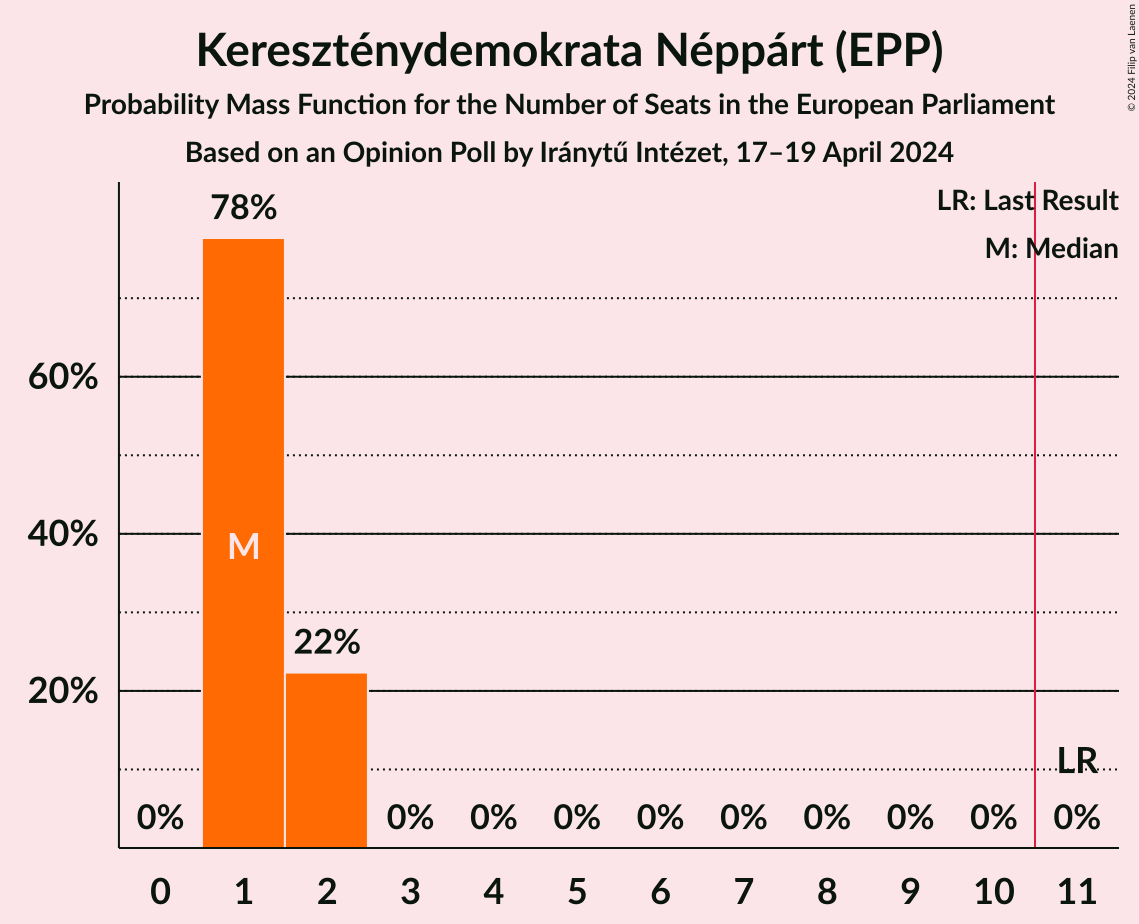 Kereszténydemokrata Néppárt (EPP)
Probability Mass Function for the Number of Seats in the European Parliament
Based on an Opinion Poll by Iránytű Intézet, 17–19 April 2024
© 2024 Filip van Laenen
LR: Last Result
M: Median
78%
60%
40%
M
22%
20%
LR
0% 0% 0% 0% 0% 0% 0% 0% 0% 0%
0 1 2 3 4 5 6 7 8 9 10 11